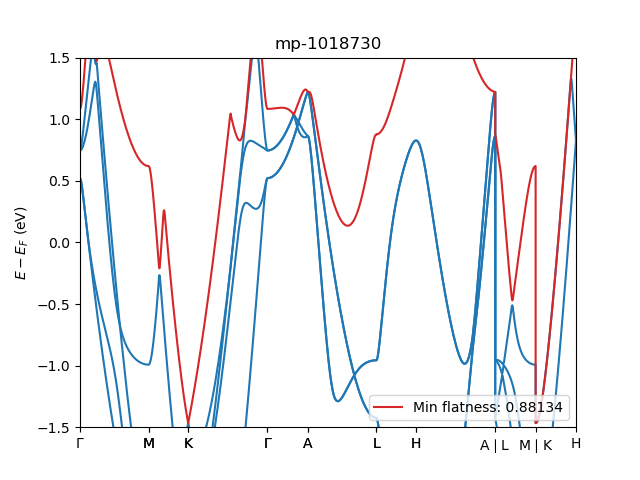 mp-1018730
E − E_F (eV)
1.5
1.0
0.5
0.0
−0.5
−1.0
−1.5
Min flatness: 0.88134
Γ M K Γ A L H A | L M | K H